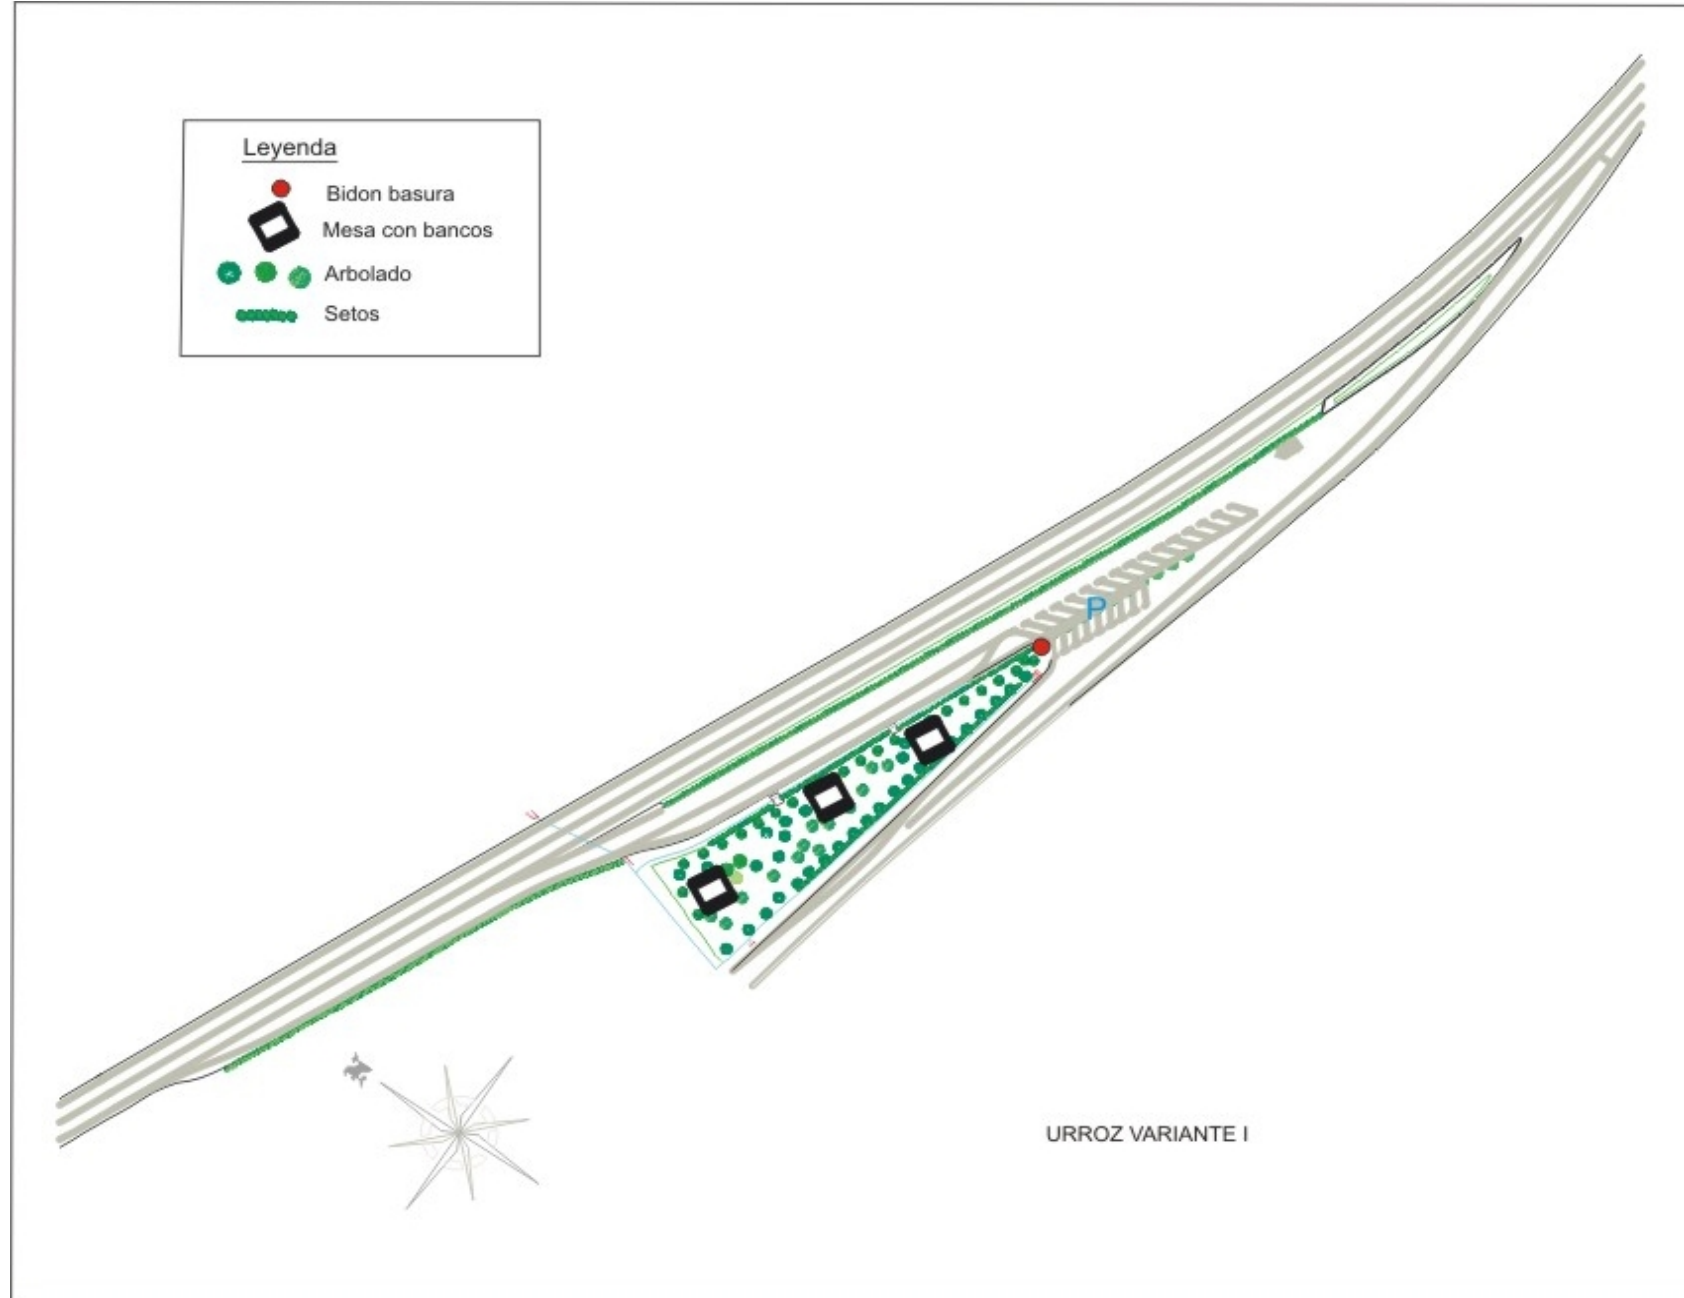 Leyenda
Bidon basura
Mesa con bancos
Arbolado
Setos
P
URROZ VARIANTE I